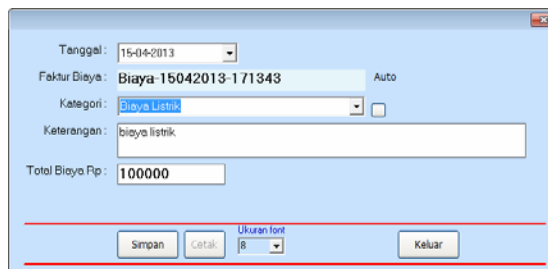 Tanggal : 15-04-2013
Faktur Biaya : Biaya-15042013-171343 Auto
Kategori : Biaya Listrik
Keterangan : biaya listrik
Total Biaya Rp : 100000
Ukuran font
Simpan Cetak 8 Keluar